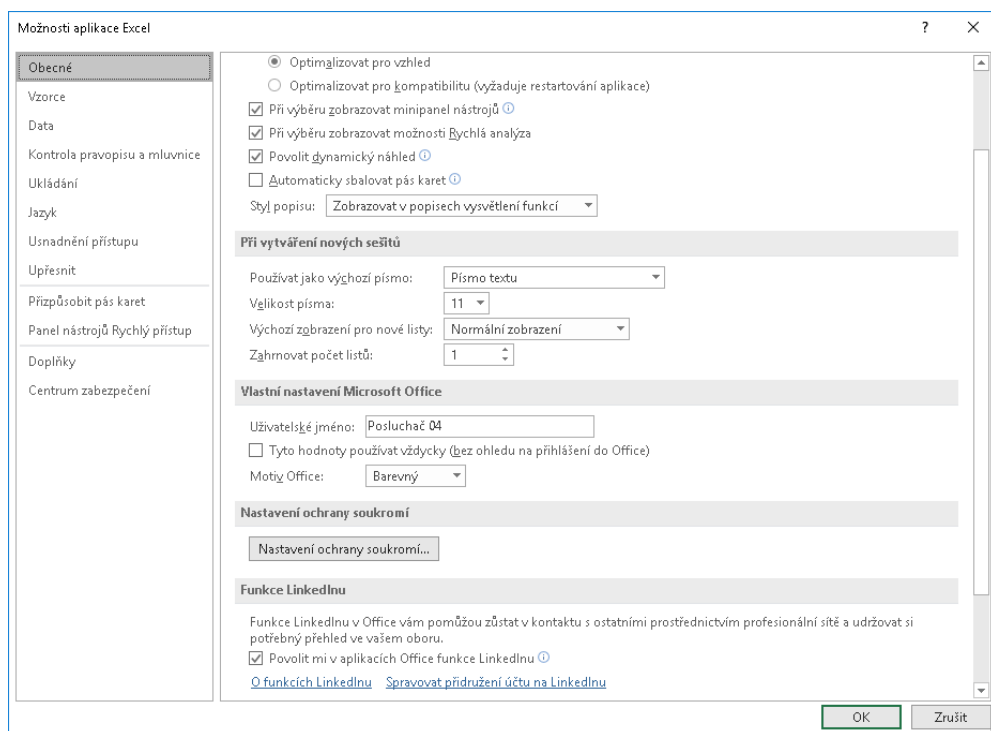 Možnosti aplikace Excel
?
Obecné
Vzorce
Data
Kontrola pravopisu a mluvnice
Ukládání
Jazyk
Usnadnění přístupu
Upřesnit
Přizpůsobit pás karet
Panel nástrojů Rychlý přístup
Doplňky
Centrum zabezpečení
Optimalizovat pro vzhled
Optimalizovat pro kompatibilitu (vyžaduje restartování aplikace)
Při výběru zobrazovat minipanel nástrojů
Při výběru zobrazovat možnosti Rychlá analýza
Povolit dynamický náhled
Automaticky sbalovat pás karet
Styl popisu: Zobrazovat v popisech vysvětlení funkcí
Při vytváření nových sešitů
Používat jako výchozí písmo: Písmo textu
Velikost písma: 11
Výchozí zobrazení pro nové listy: Normální zobrazení
Zahrnovat počet listů: 1
Vlastní nastavení Microsoft Office
Uživatelské jméno: Posluchač 04
Tyto hodnoty používat vždycky (bez ohledu na přihlášení do Office)
Motiv Office: Barevný
Nastavení ochrany soukromí
Nastavení ochrany soukromí...
Funkce LinkedInu
Funkce LinkedInu v Office vám pomůžou zůstat v kontaktu s ostatními prostřednictvím profesionální sítě a udržovat si
potřebný přehled ve vašem oboru.
Povolit mi v aplikacích Office funkce LinkedInu
O funkcích LinkedInu Spravovat přidružení účtu na LinkedInu
OK Zrušit